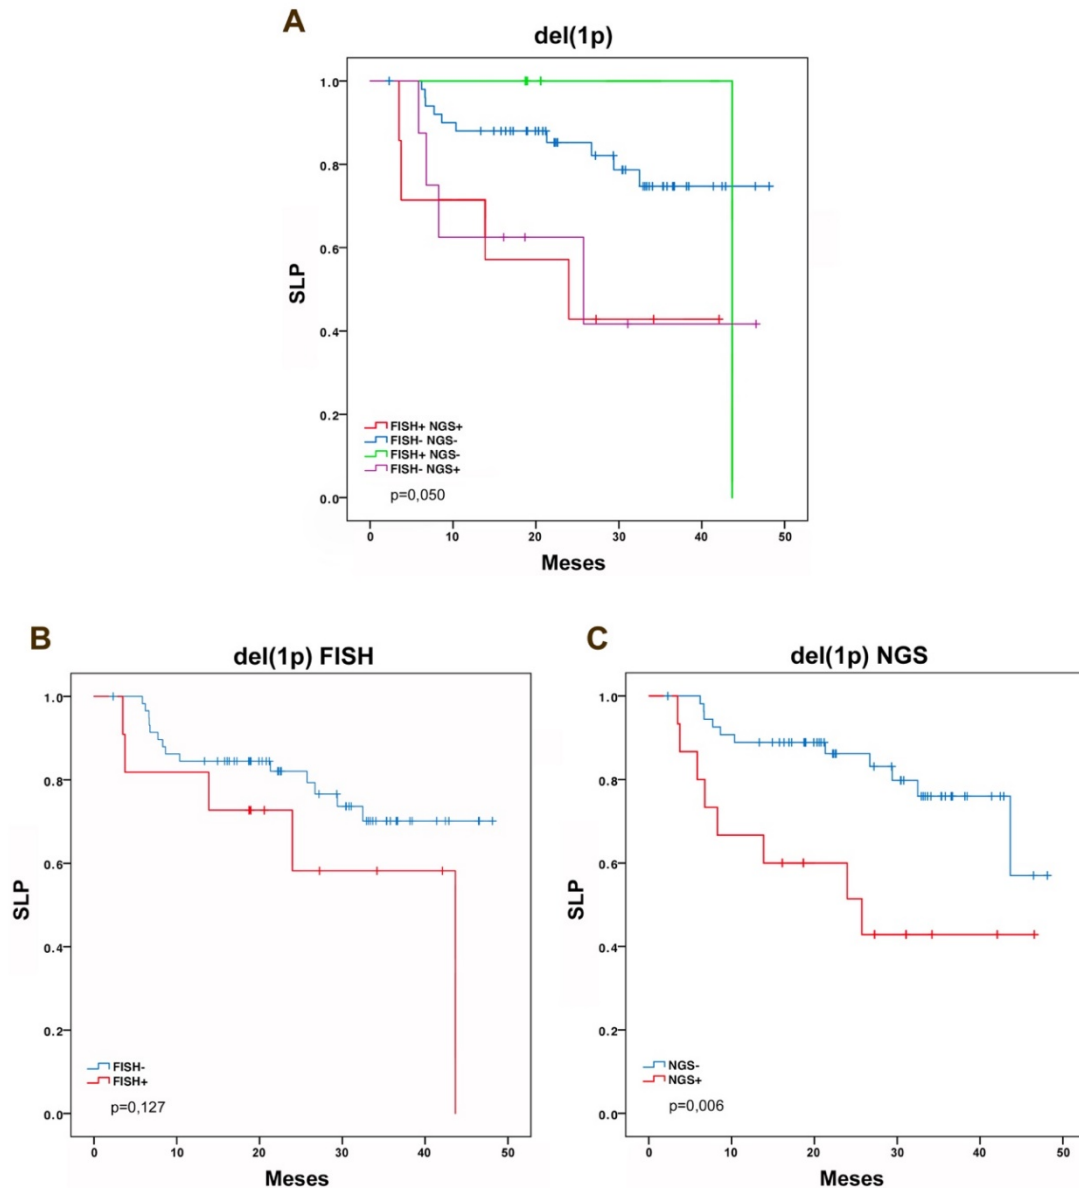 A
del(1p)
1.0
0.8
0.6
0.4
0.2
0.0
SLP
FISH+ NGS+
FISH- NGS-
FISH+ NGS-
FISH- NGS+
p=0,050
0 10 20 30 40 50
Meses
B
del(1p) FISH
1.0
0.8
0.6
0.4
0.2
0.0
SLP
FISH-
FISH+
p=0,127
0 10 20 30 40 50
Meses
C
del(1p) NGS
1.0
0.8
0.6
0.4
0.2
0.0
SLP
NGS-
NGS+
p=0,006
0 10 20 30 40 50
Meses